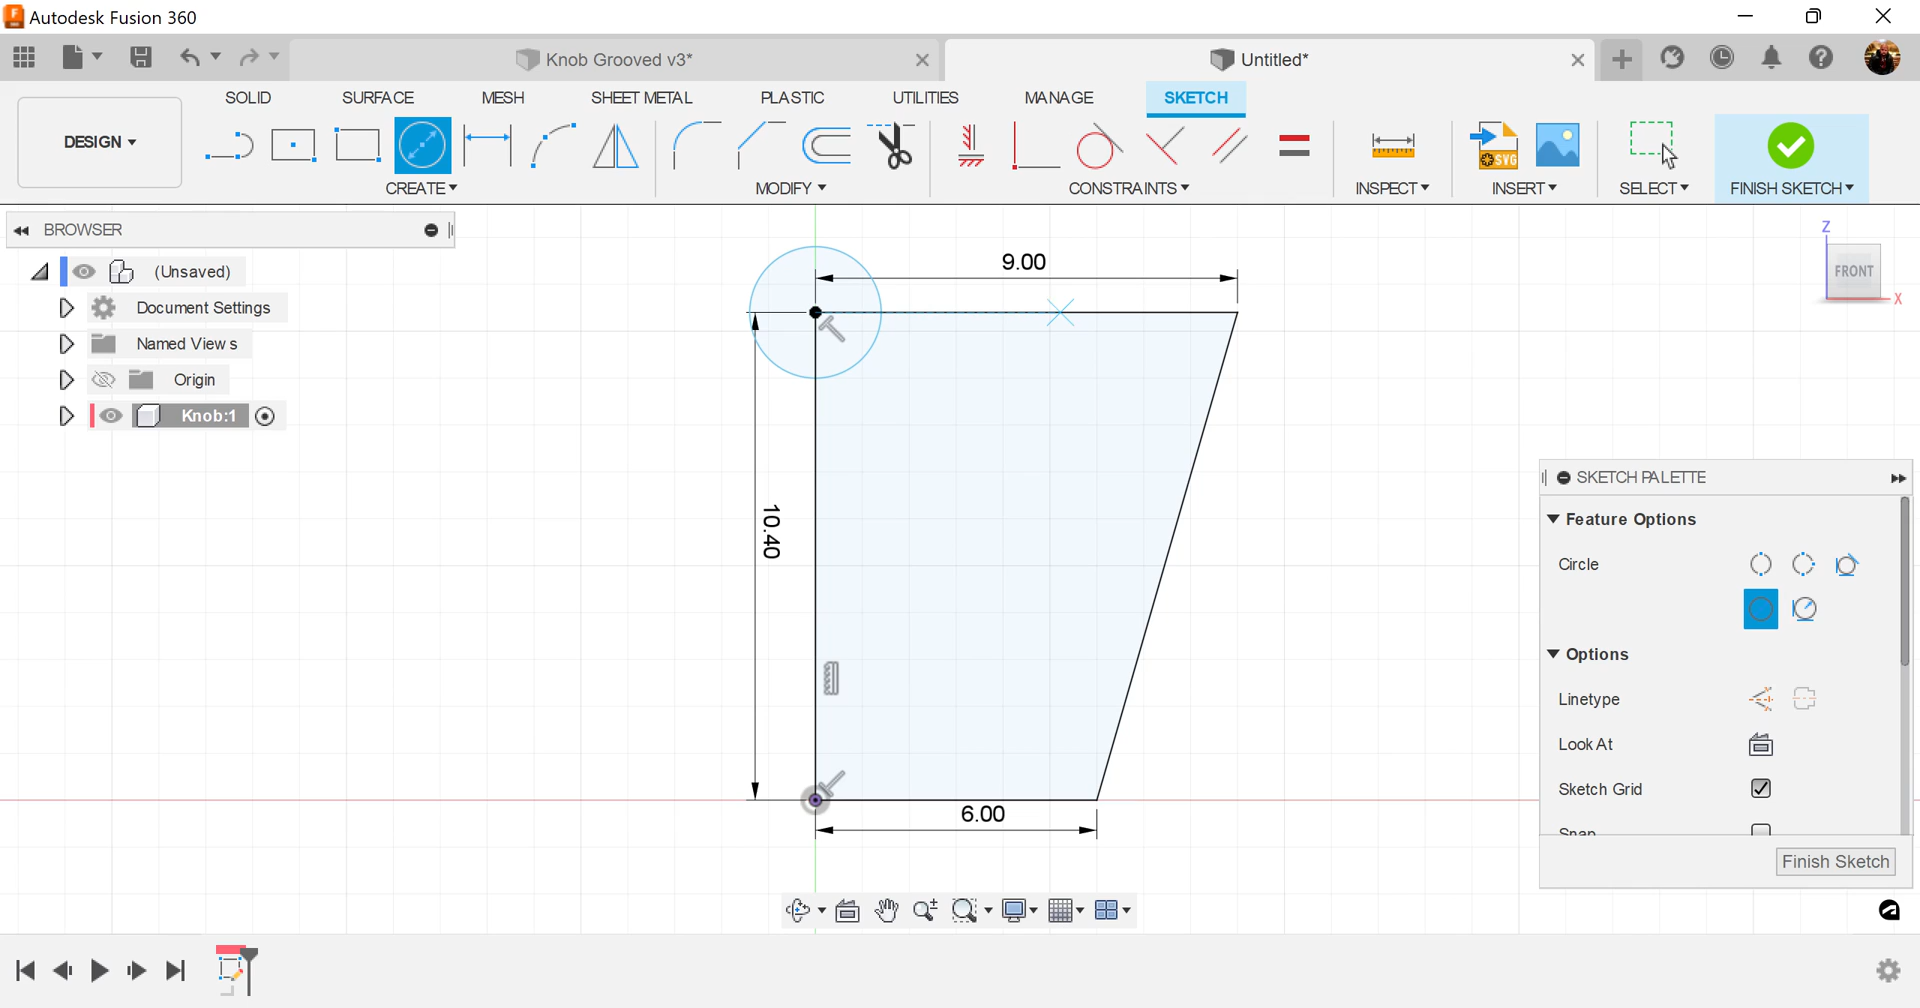 Autodesk Fusion 360
Knob Grooved v3*
Untitled*
SOLID
SURFACE
MESH
SHEET METAL
PLASTIC
UTILITIES
MANAGE
SKETCH
DESIGN
SVG
CREATE
MODIFY
CONSTRAINTS
INSPECT
INSERT
SELECT
FINISH SKETCH
BROWSER
(Unsaved)
Document Settings
Named Views
Origin
Knob:1
9.00
10.40
6.00
Z
FRONT
X
SKETCH PALETTE
Feature Options
Circle
Options
Linetype
Look At
Sketch Grid
Snap
Finish Sketch